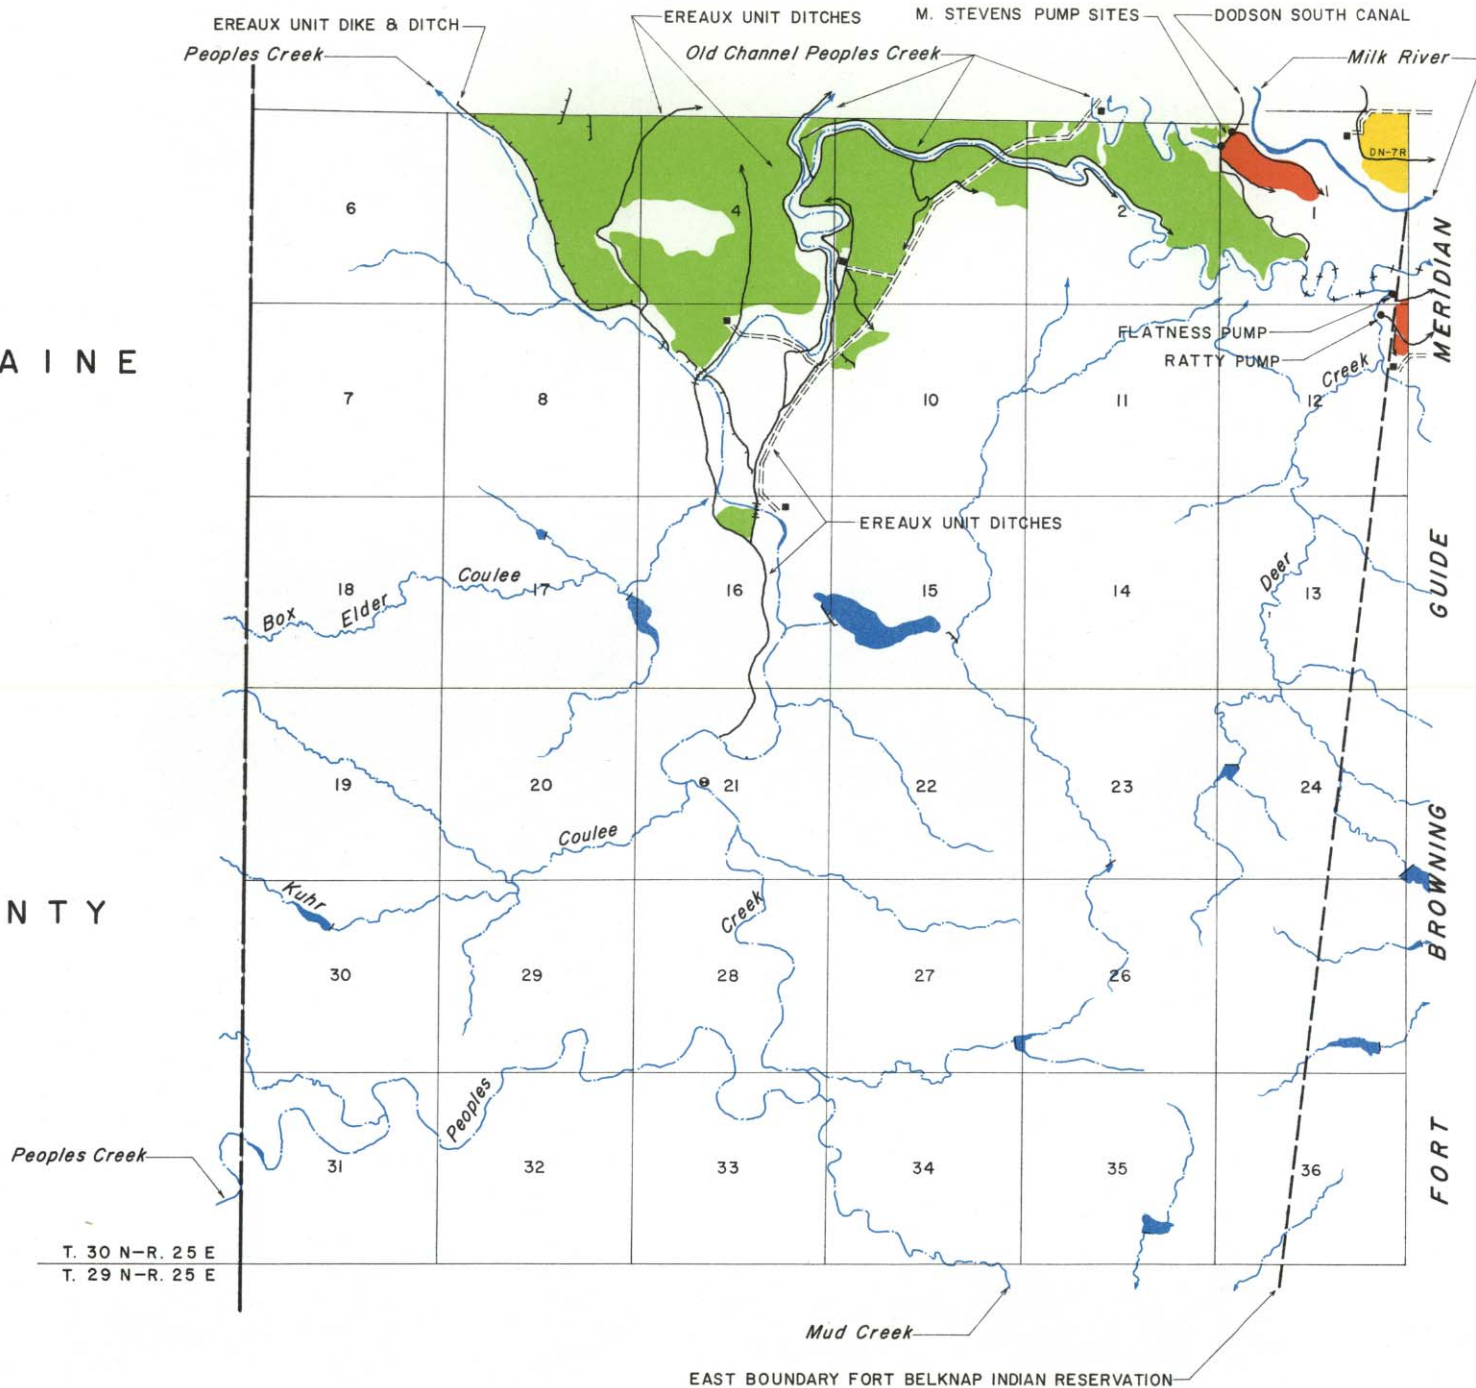 EREAUX UNIT DIKE & DITCH
EREAUX UNIT DITCHES
M. STEVENS PUMP SITES
DODSON SOUTH CANAL
Peoples Creek
Old Channel Peoples Creek
Milk River
DN-7R
6
4
2
1
MERIDIAN
AINE
FLATNESS PUMP
RATTY PUMP
Creek
7
8
10
11
12
EREAUX UNIT DITCHES
GUIDE
18
Box Elder Coulee
17
16
15
14
Deer
13
19
20
21
22
23
24
Coulee
BROWNING
NTY
Kuhr
Creek
30
29
28
27
26
Peoples
Peoples Creek
31
32
33
34
35
36
FORT
T. 30 N-R. 25 E
T. 29 N-R. 25 E
Mud Creek
EAST BOUNDARY FORT BELKNAP INDIAN RESERVATION